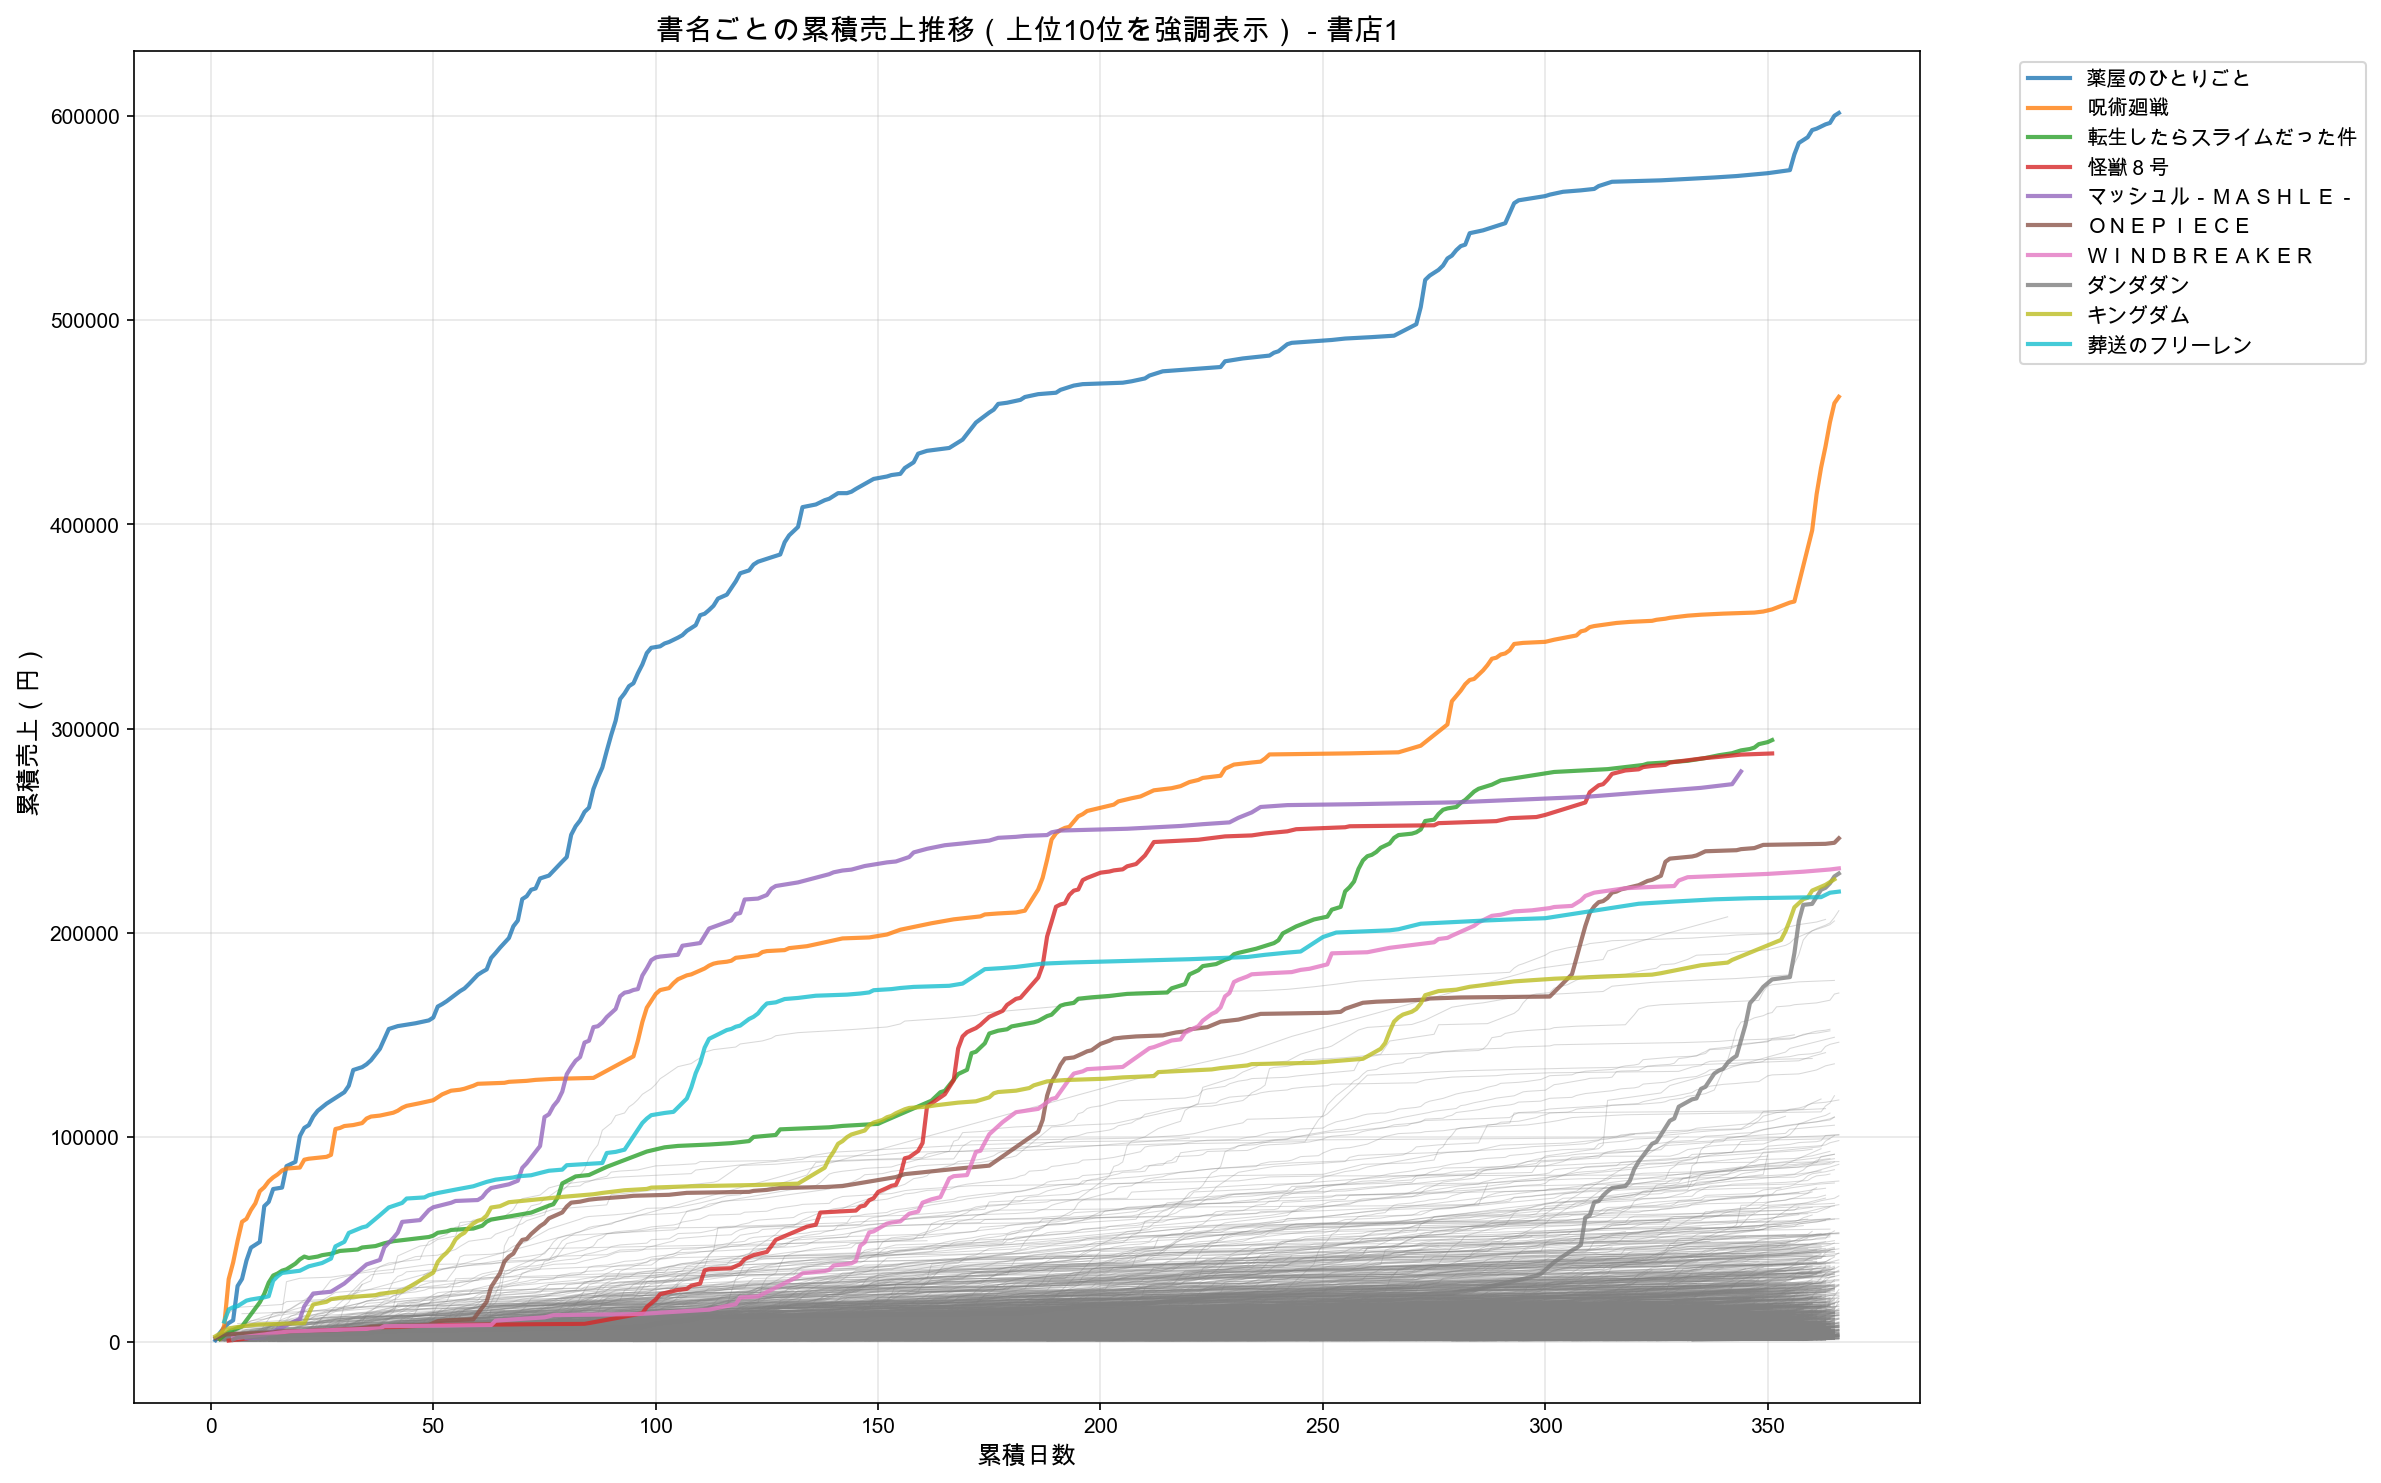 書名ごとの累積売上推移（上位10位を強調表示） - 書店1
累積売上（円）
600000
500000
400000
300000
200000
100000
0
0 50 100 150 200 250 300 350
累積日数
薬屋のひとりごと
呪術廻戦
転生したらスライムだった件
怪獣８号
マッシュル－ＭＡＳＨＬＥ－
ＯＮＥＰＩＥＣＥ
ＷＩＮＤＢＲＥＡＫＥＲ
ダンダダン
キングダム
葬送のフリーレン